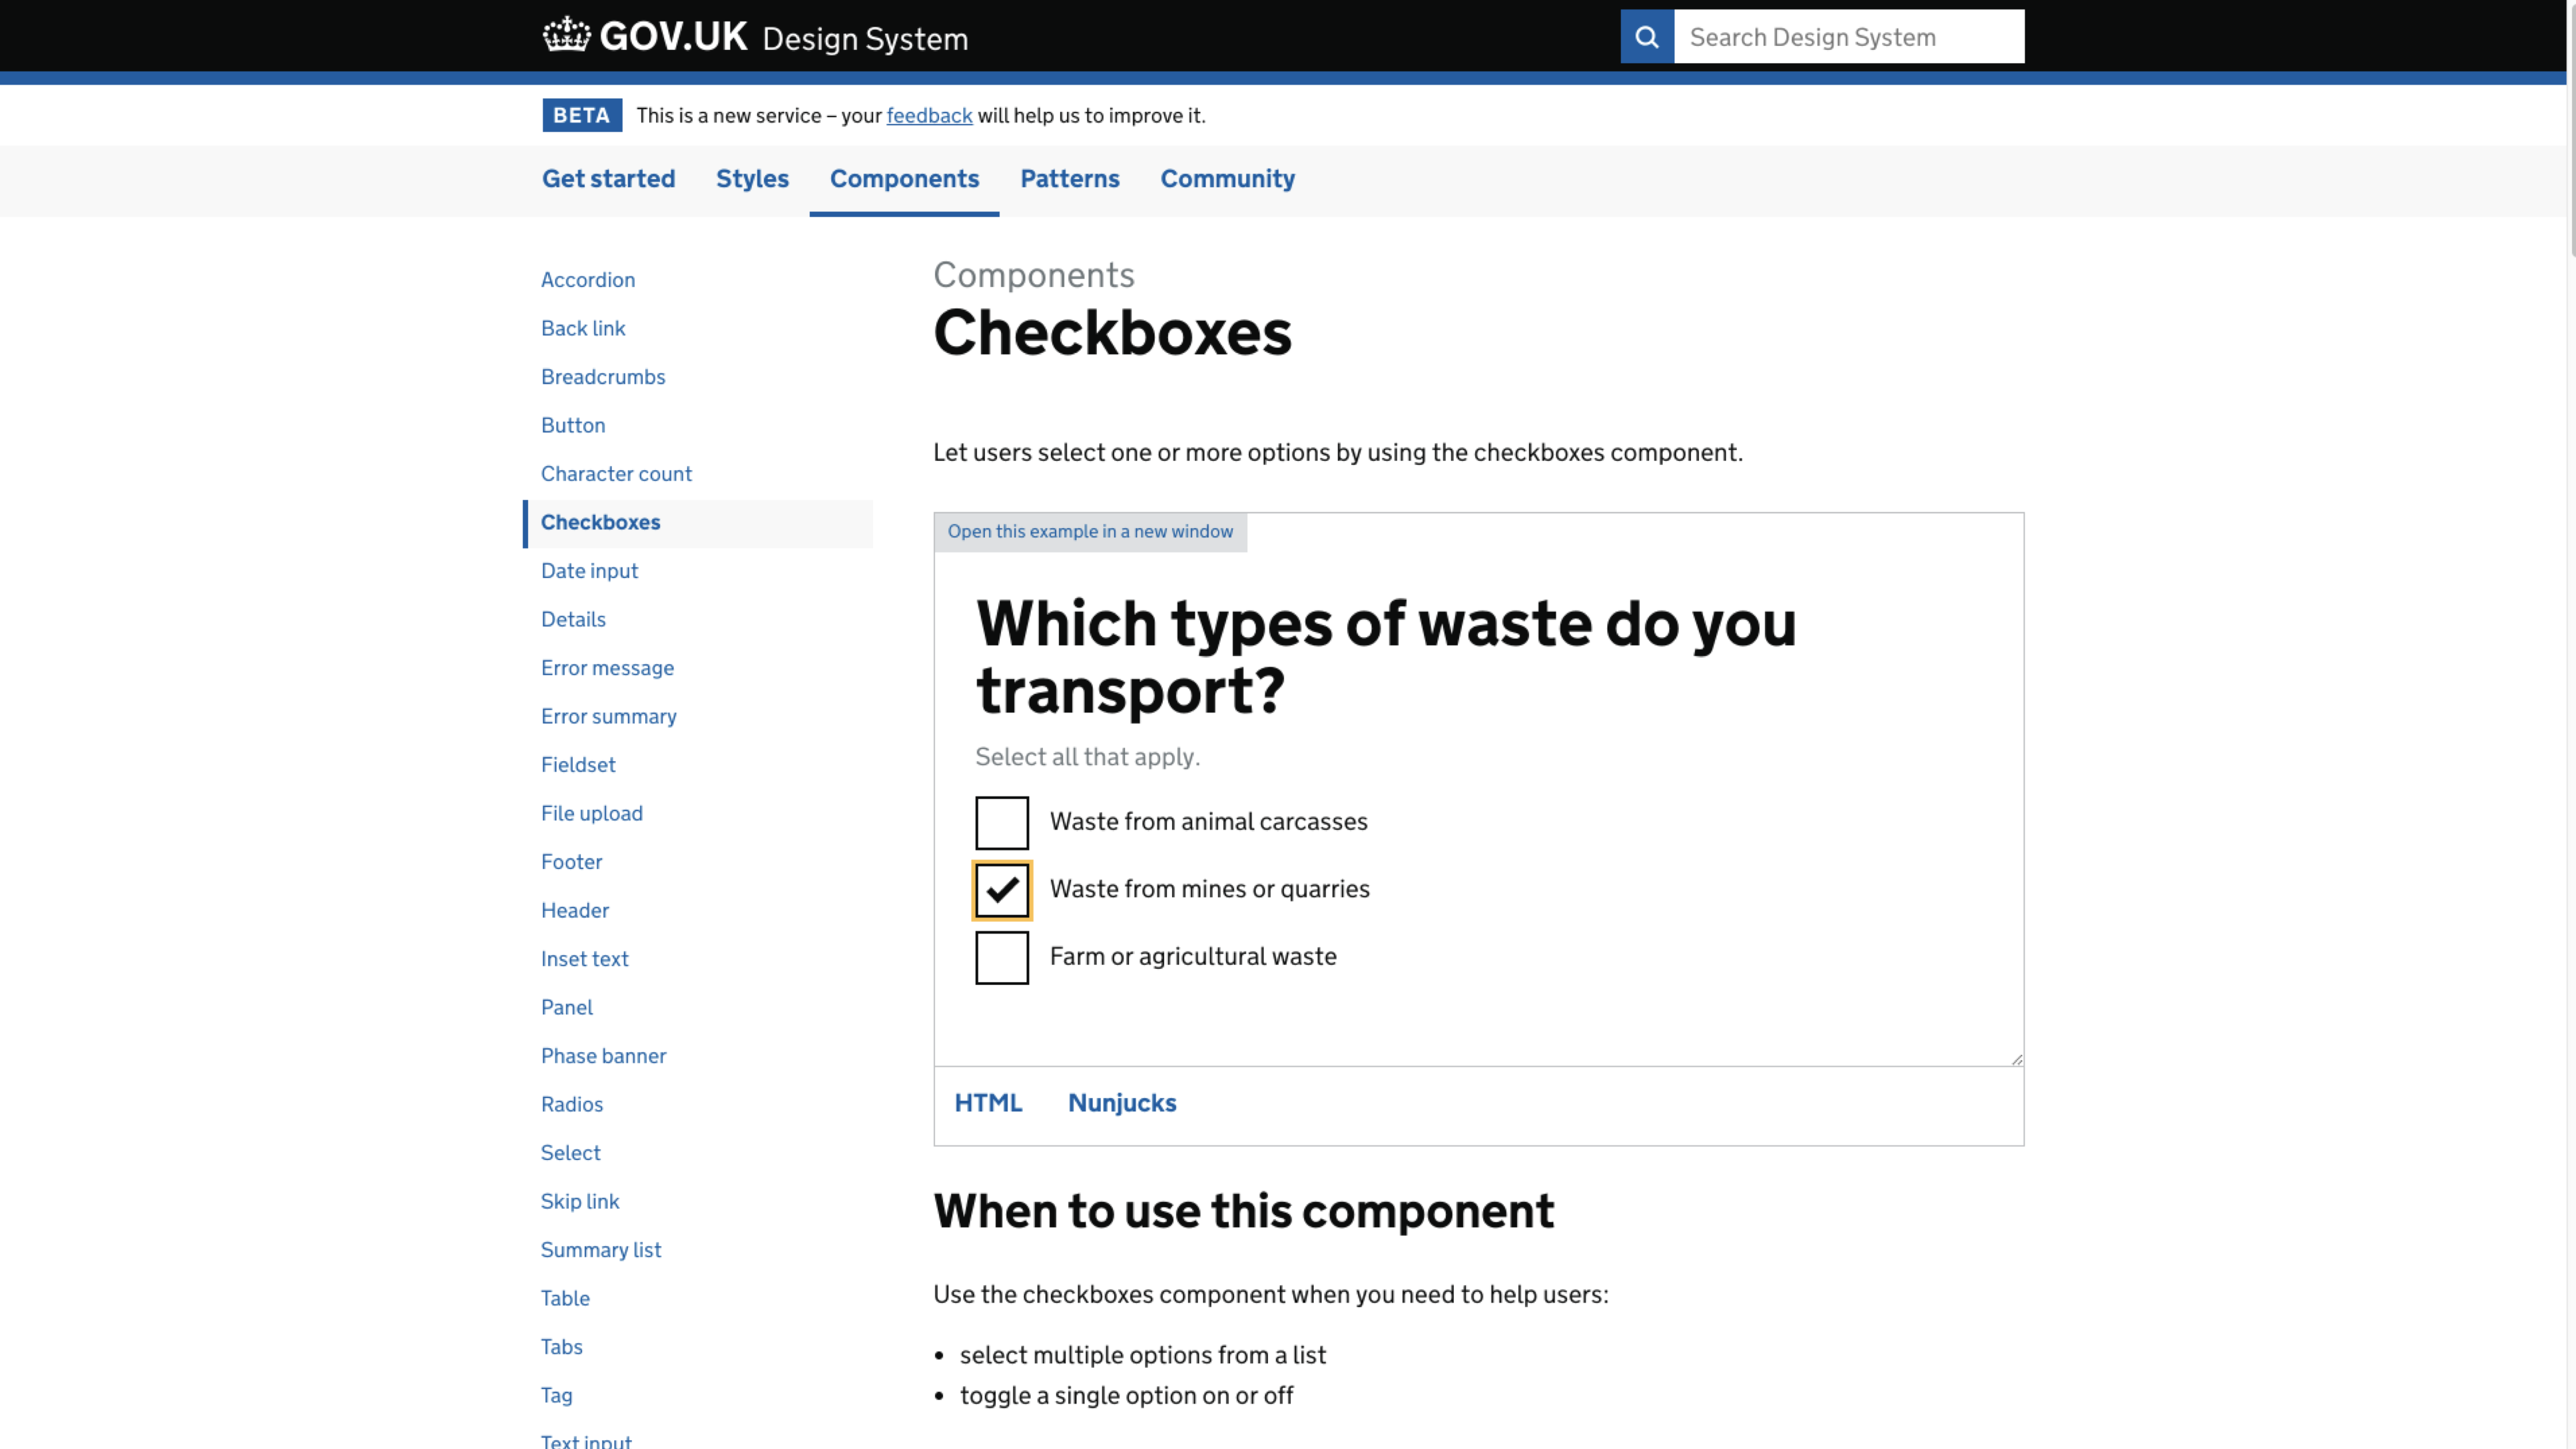 GOV.UK Design System
Search Design System
BETA This is a new service – your feedback will help us to improve it.
Get started Styles Components Patterns Community
Accordion
Back link
Breadcrumbs
Button
Character count
Checkboxes
Date input
Details
Error message
Error summary
Fieldset
File upload
Footer
Header
Inset text
Panel
Phase banner
Radios
Select
Skip link
Summary list
Table
Tabs
Tag
Text input
Components
Checkboxes
Let users select one or more options by using the checkboxes component.
Open this example in a new window
Which types of waste do you
transport?
Select all that apply.
Waste from animal carcasses
Waste from mines or quarries
Farm or agricultural waste
HTML Nunjucks
When to use this component
Use the checkboxes component when you need to help users:
• select multiple options from a list
• toggle a single option on or off